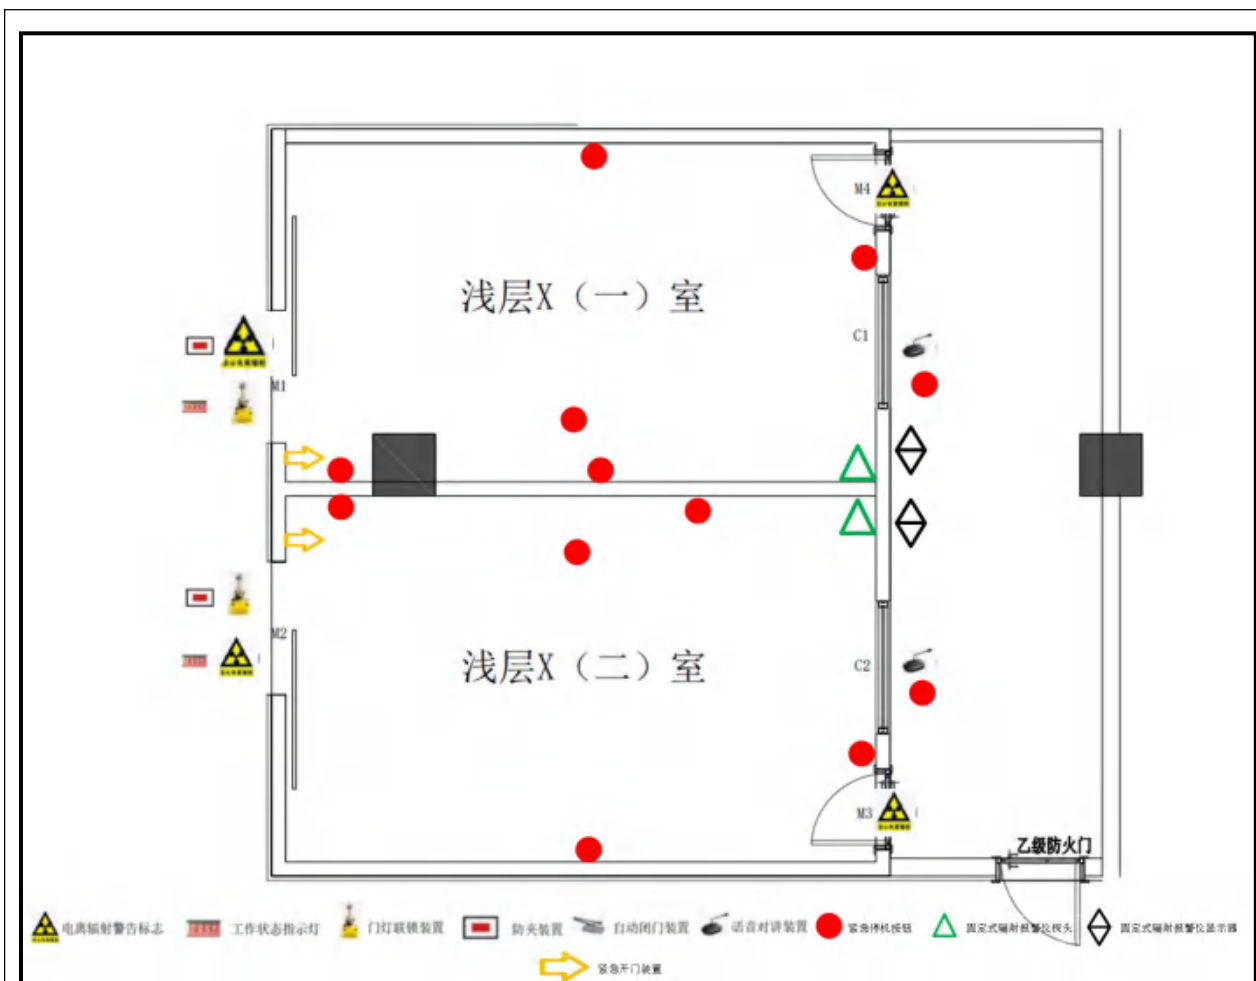 M4
浅层X（一）室
C1
M1
M2
浅层X（二）室
C2
M3
乙级防火门
电离辐射警告标志
工作状态指示灯
门灯联锁装置
防夹装置
自动闭门装置
语音对讲装置
紧急停机按钮
固定式辐射报警仪探头
固定式辐射报警仪显示器
紧急开门装置